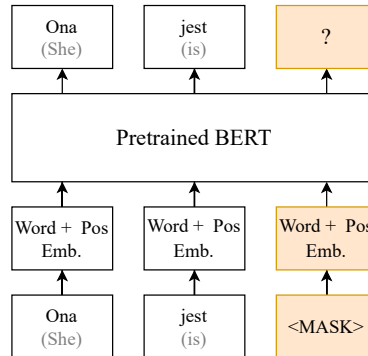 Ona
(She)
jest
(is)
?
Pretrained BERT
Word + Pos
Emb.
Word + Pos
Emb.
Word + Pos
Emb.
Ona
(She)
jest
(is)
<MASK>